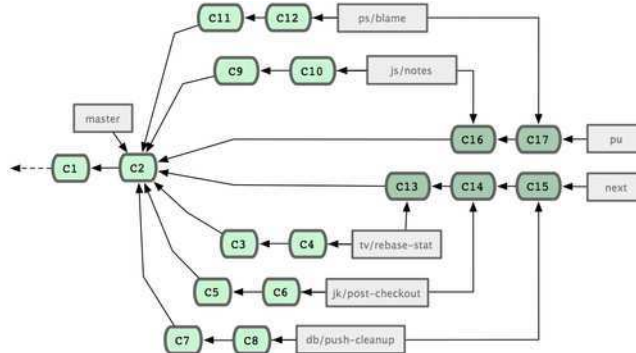 C11
C12
ps/blame
C9
C10
js/notes
master
C16
C17
pu
C1
C2
C13
C14
C15
next
C3
C4
tv/rebase-stat
C5
C6
jk/post-checkout
C7
C8
db/push-cleanup